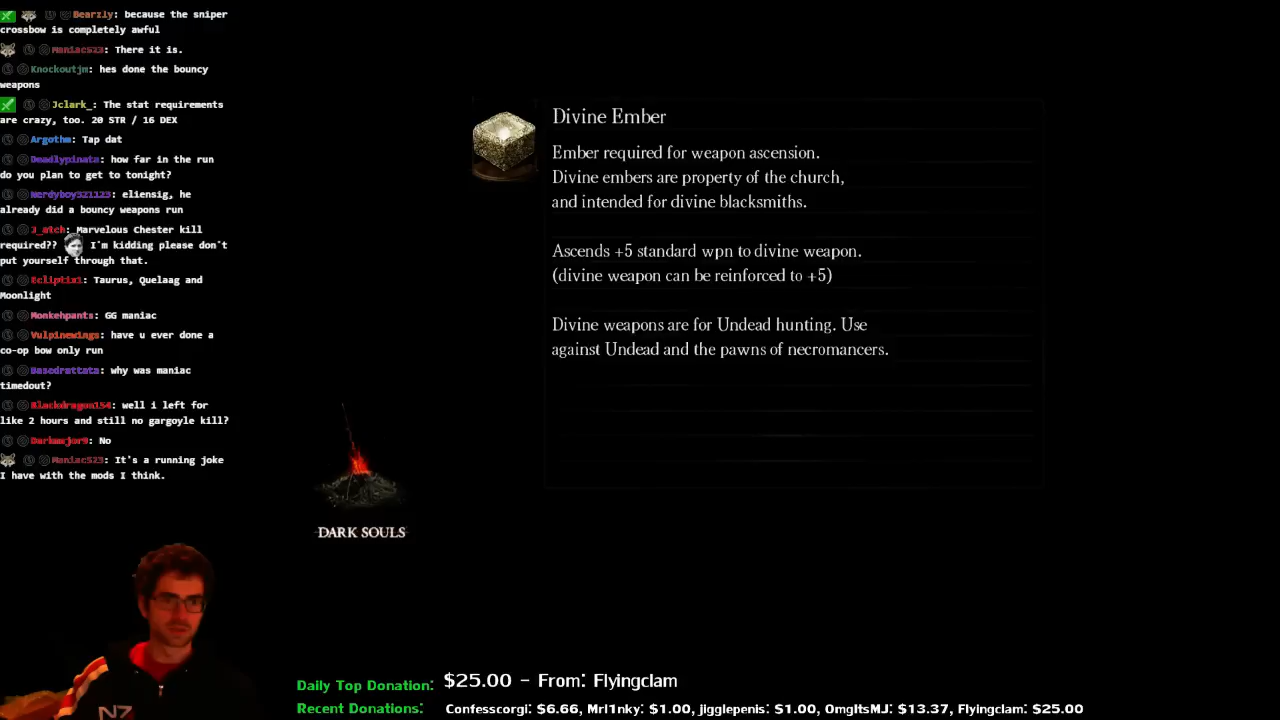 Bearzly: because the sniper
crossbow is completely awful
Maniac523: There it is.
Knockoutjm: hes done the bouncy
weapons
Jclark_: The stat requirements
are crazy, too. 20 STR / 16 DEX
Argothm: Tap dat
Dmadlypinata: how far in the run
do you plan to get to tonight?
Nerdyboy321123: eliensig, he
already did a bouncy weapons run
J_atch: Marvelous Chester kill
required?? I'm kidding please don't
put yourself through that.
Taurus, Quelaag and
Moonlight
Monkehpants: GG maniac
Vulpinewings: have u ever done a
co-op bow only run
Basedrattata: why was maniac
timedout?
Blackdragon154: well i left for
like 2 hours and still no gargoyle kill?
No
Maniac523: It's a running joke
I have with the mods I think.
Divine Ember
Ember required for weapon ascension.
Divine embers are property of the church,
and intended for divine blacksmiths.
Ascends +5 standard wpn to divine weapon.
(divine weapon can be reinforced to +5)
Divine weapons are for Undead hunting. Use
against Undead and the pawns of necromancers.
DARK SOULS
N7
Daily Top Donation: $25.00 - From: Flyingclam
Recent Donations: Confesscorgi: $6.66, Mrl1nky: $1.00, jigglepenis: $1.00, OmgItsMJ: $13.37, Flyingclam: $25.00